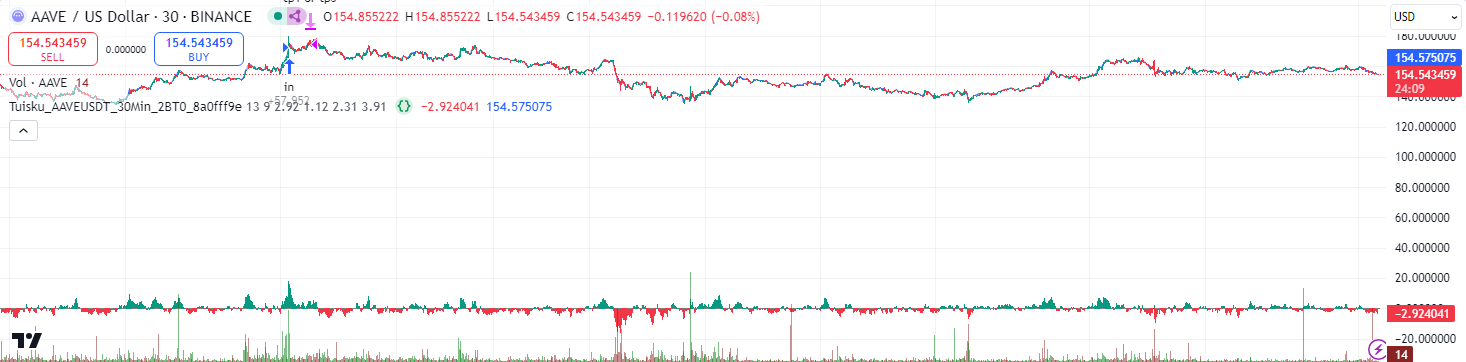 AAVE / US Dollar · 30 · BINANCE O154.855222 H154.855222 L154.543459 C154.543459 −0.119620 (−0.08%)
154.543459 SELL
0.000000
154.543459 BUY
Vol · AAVE 14
in
Tuisku_AAVEUSDT_30Min_2BT0_8a0fff9e 13 9 2.92 1.12 2.31 3.91 {} −2.924041 154.575075
USD
160.000000
154.575075
154.543459
24:09
140.000000
120.000000
100.000000
80.000000
60.000000
40.000000
20.000000
0.000000
−2.924041
−20.000000
14